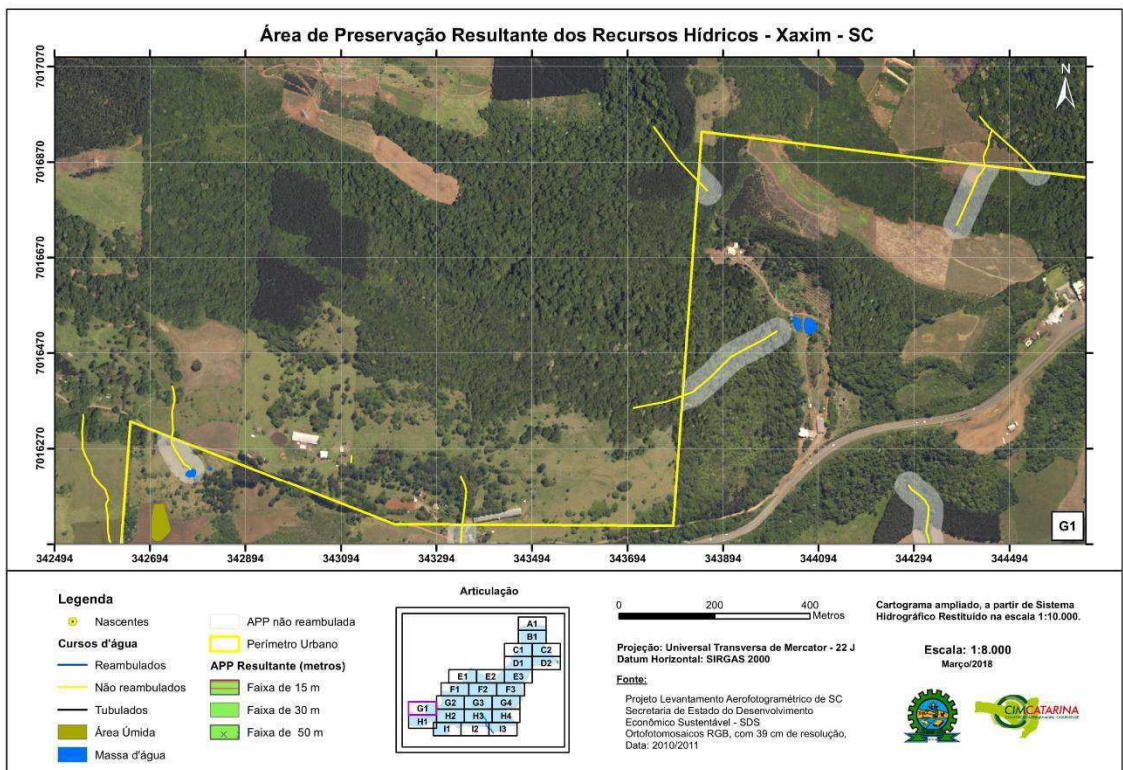 Área de Preservação Resultante dos Recursos Hídricos - Xaxim - SC
7017070
7016870
7016670
7016470
7016270
N
G1
342494 342694 342894 343094 343294 343494 343694 343894 344094 344294 344494
Legenda
Nascentes
Cursos d'água
Reambulados
Não reambulados
Tubulados
Área Úmida
Massa d'água
APP não reambulada
Perímetro Urbano
APP Resultante (metros)
Faixa de 15 m
Faixa de 30 m
Faixa de 50 m
Articulação
A1
B1
C1 C2
D1 D2
E1 E2 E3
F1 F2 F3
G1 G2 G3 G4
H1 H2 H3 H4
I1 I2 I3
0 200 400
Metros
Projeção: Universal Transversa de Mercator - 22 J
Datum Horizontal: SIRGAS 2000
Fonte:
Projeto Levantamento Aerofotogramétrico de SC
Secretaria de Estado do Desenvolvimento
Econômico Sustentável - SDS
Ortofotomosaicos RGB, com 39 cm de resolução,
Data: 2010/2011
Cartograma ampliado, a partir de Sistema
Hidrográfico Restituído na escala 1:10.000.
Escala: 1:8.000
Março/2018
CIMCATARINA